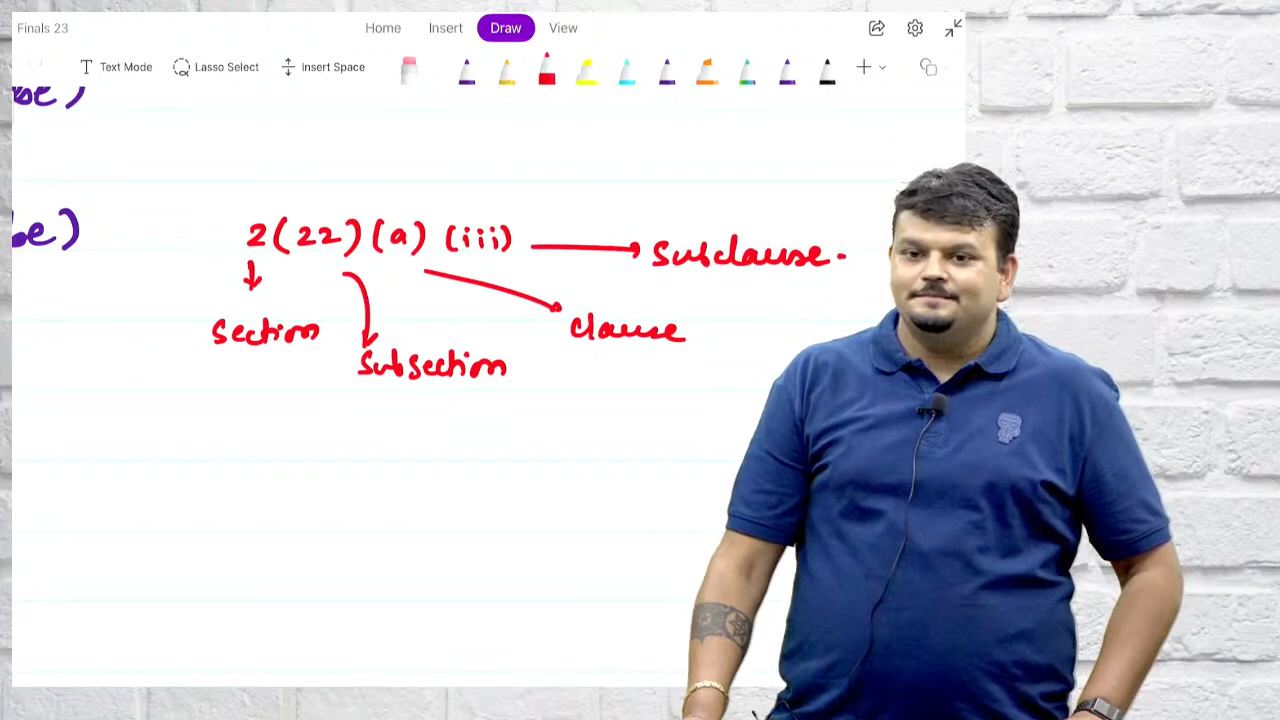 Finals 23
Home Insert Draw View
Text Mode Lasso Select Insert Space
2(22)(a)(iii) Subclause.
Section Clause
Subsection